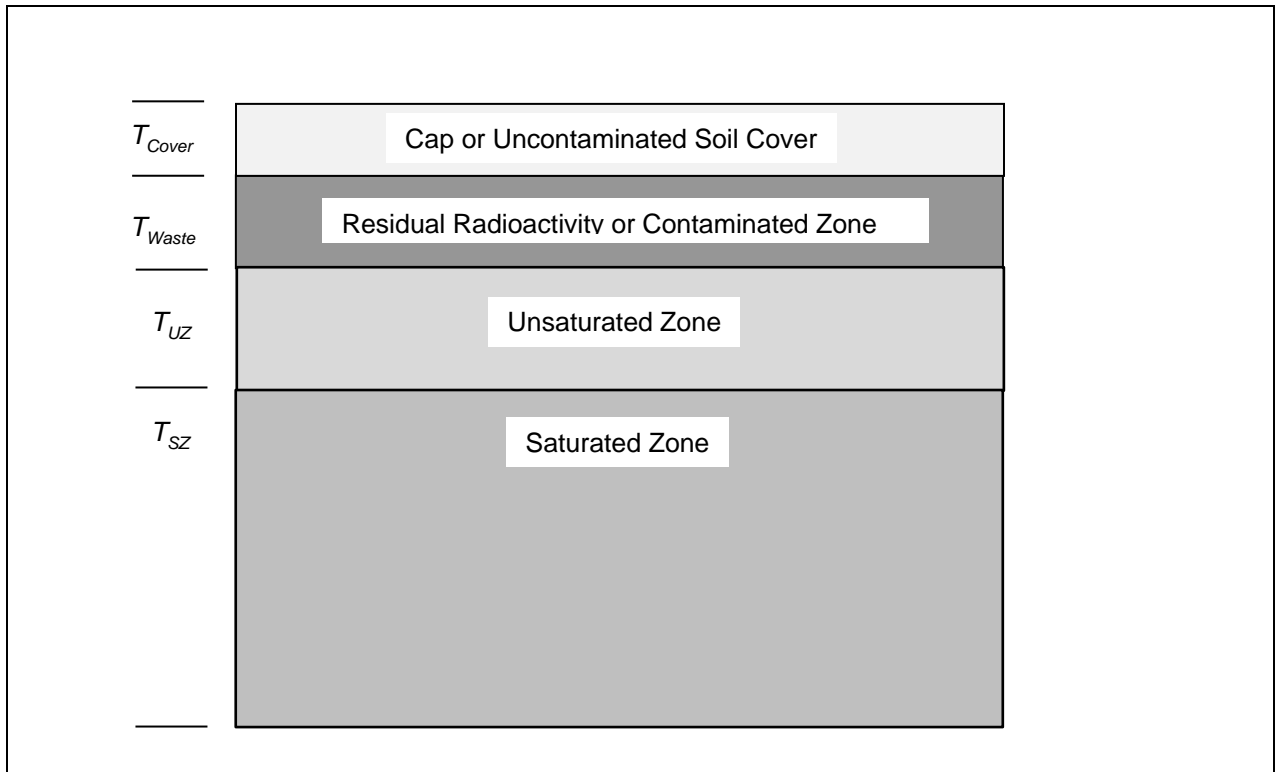 T_Cover
Cap or Uncontaminated Soil Cover
T_Waste
Residual Radioactivity or Contaminated Zone
T_UZ
Unsaturated Zone
T_SZ
Saturated Zone